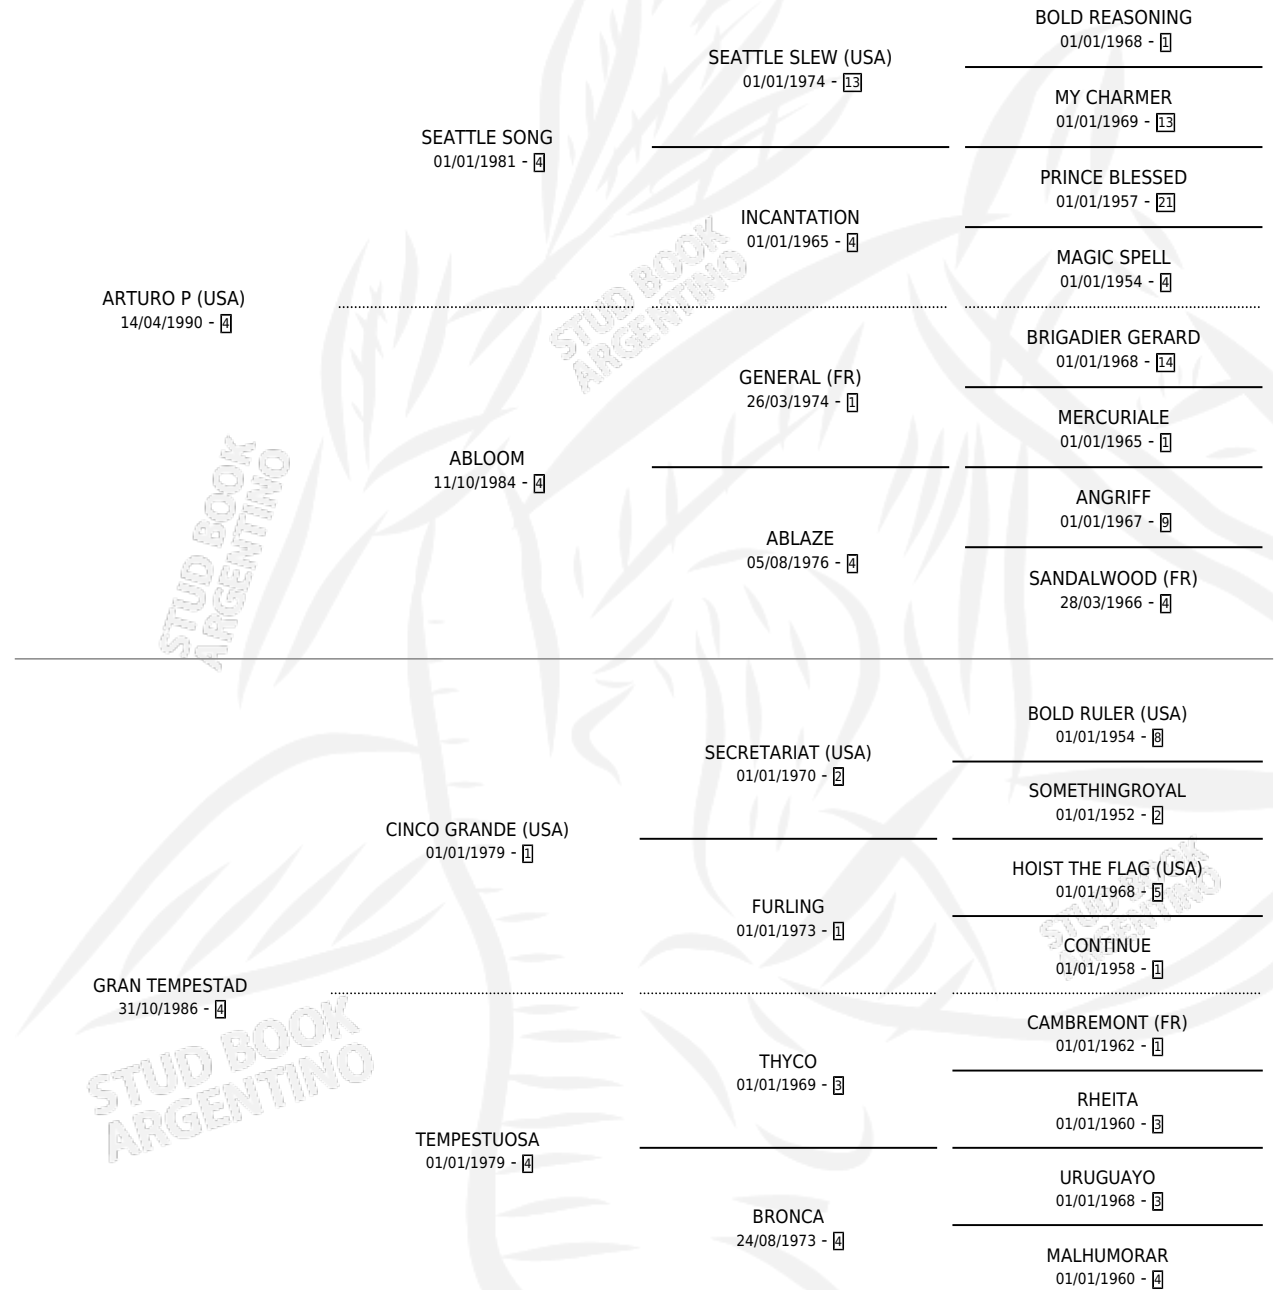 BOLD REASONING
01/01/1968 - 1
SEATTLE SLEW (USA)
01/01/1974 - 13
MY CHARMER
01/01/1969 - 13
SEATTLE SONG
01/01/1981 - 4
PRINCE BLESSED
01/01/1957 - 21
INCANTATION
01/01/1965 - 4
MAGIC SPELL
01/01/1954 - 4
ARTURO P (USA)
14/04/1990 - 4
BRIGADIER GERARD
01/01/1968 - 14
GENERAL (FR)
26/03/1974 - 1
MERCURIALE
01/01/1965 - 1
ABLOOM
11/10/1984 - 4
ANGRIFF
01/01/1967 - 9
ABLAZE
05/08/1976 - 4
SANDALWOOD (FR)
28/03/1966 - 4
BOLD RULER (USA)
01/01/1954 - 8
SECRETARIAT (USA)
01/01/1970 - 2
SOMETHINGROYAL
01/01/1952 - 2
CINCO GRANDE (USA)
01/01/1979 - 1
HOIST THE FLAG (USA)
01/01/1968 - 5
FURLING
01/01/1973 - 1
CONTINUE
01/01/1958 - 1
GRAN TEMPESTAD
31/10/1986 - 4
CAMBREMONT (FR)
01/01/1962 - 1
THYCO
01/01/1969 - 3
RHEITA
01/01/1960 - 3
TEMPESTUOSA
01/01/1979 - 4
URUGUAYO
01/01/1968 - 3
BRONCA
24/08/1973 - 4
MALHUMORAR
01/01/1960 - 4
STUD BOOK
ARGENTINO
STUD BOOK
ARGENTINO
STUD BOOK
ARGENTINO
STUD BOOK
ARGENTINO